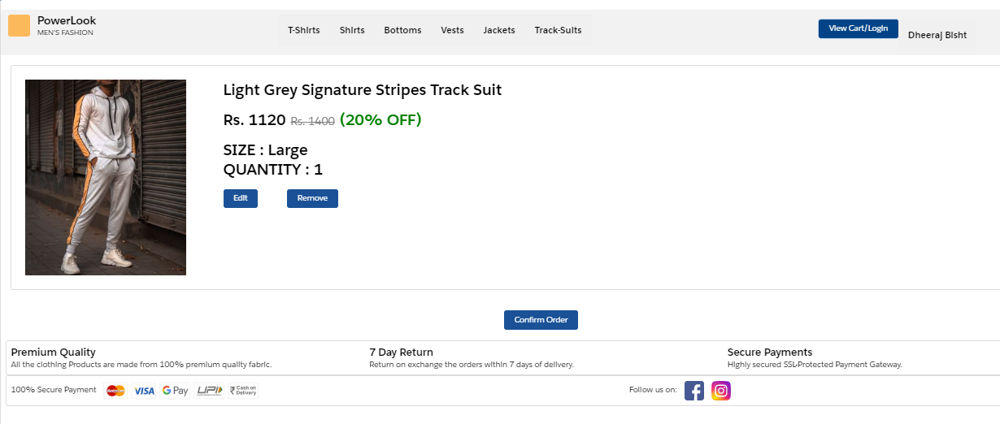 PowerLook
MEN'S FASHION
T-Shirts Shirts Bottoms Vests Jackets Track-Suits
View Cart/Login
Dheeraj Bisht
Light Grey Signature Stripes Track Suit
Rs. 1120 Rs. 1400 (20% OFF)
SIZE : Large
QUANTITY : 1
Edit Remove
Confirm Order
Premium Quality 7 Day Return Secure Payments
All the clothing Products are made from 100% premium quality fabric. Return on exchange the orders within 7 days of delivery. Highly secured SSL-Protected Payment Gateway.
100% Secure Payment MasterCard VISA G Pay UPI ₹ Cash on Delivery Follow us on: